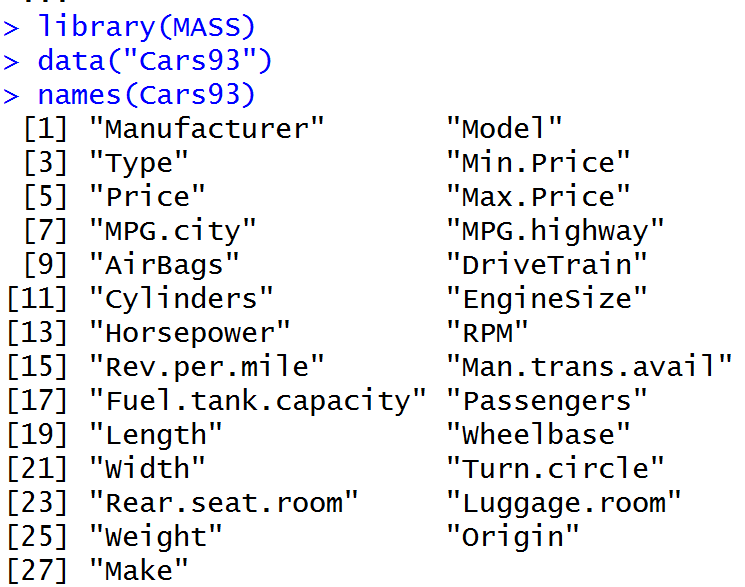 > library(MASS)
> data("Cars93")
> names(Cars93)
[1] "Manufacturer" "Model"
[3] "Type" "Min.Price"
[5] "Price" "Max.Price"
[7] "MPG.city" "MPG.highway"
[9] "AirBags" "DriveTrain"
[11] "Cylinders" "EngineSize"
[13] "Horsepower" "RPM"
[15] "Rev.per.mile" "Man.trans.avail"
[17] "Fuel.tank.capacity" "Passengers"
[19] "Length" "Wheelbase"
[21] "Width" "Turn.circle"
[23] "Rear.seat.room" "Luggage.room"
[25] "Weight" "Origin"
[27] "Make"